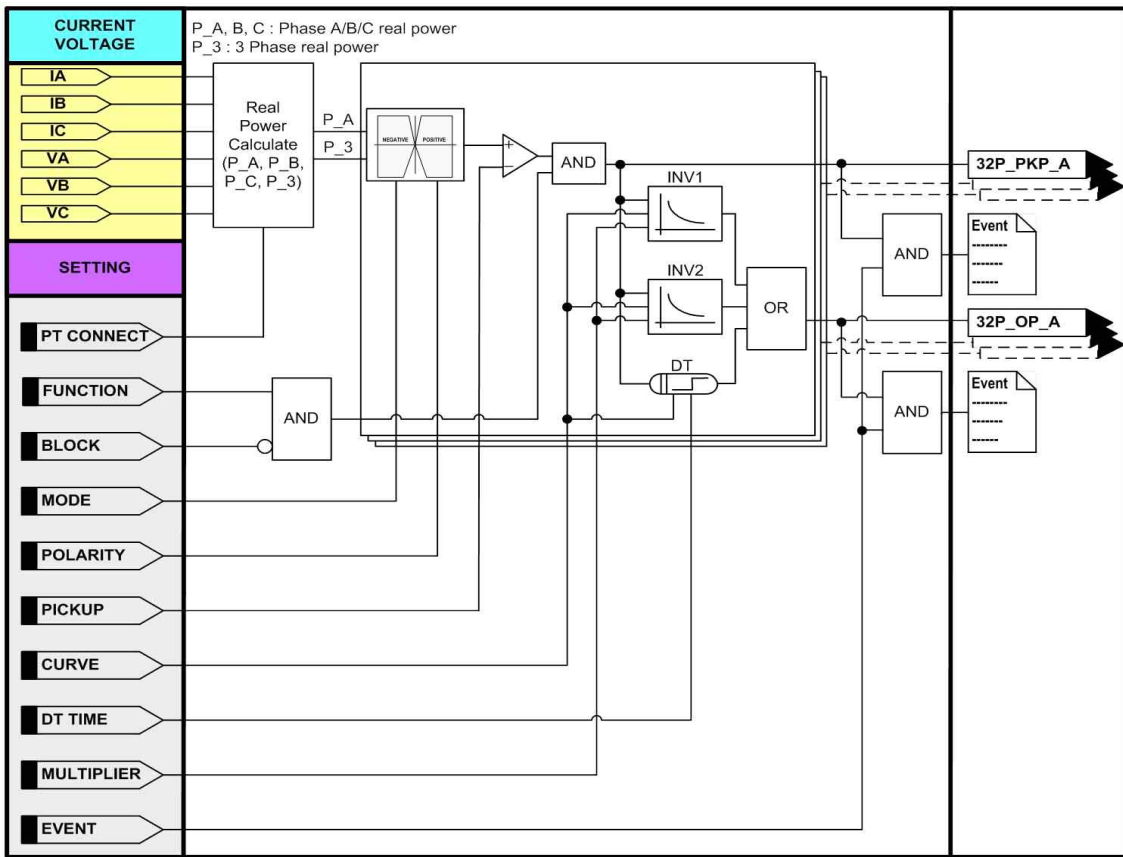 CURRENT
VOLTAGE
P_A, B, C : Phase A/B/C real power
P_3 : 3 Phase real power
IA
IB
IC
VA
VB
VC
Real
Power
Calculate
(P_A, P_B,
P_C, P_3)
P_A
P_3
NEGATIVE
POSITIVE
+
−
AND
INV1
INV2
DT
OR
32P_PKP_A
AND
Event
--------
-------
------
32P_OP_A
AND
Event
--------
-------
------
SETTING
PT CONNECT
FUNCTION
AND
BLOCK
MODE
POLARITY
PICKUP
CURVE
DT TIME
MULTIPLIER
EVENT